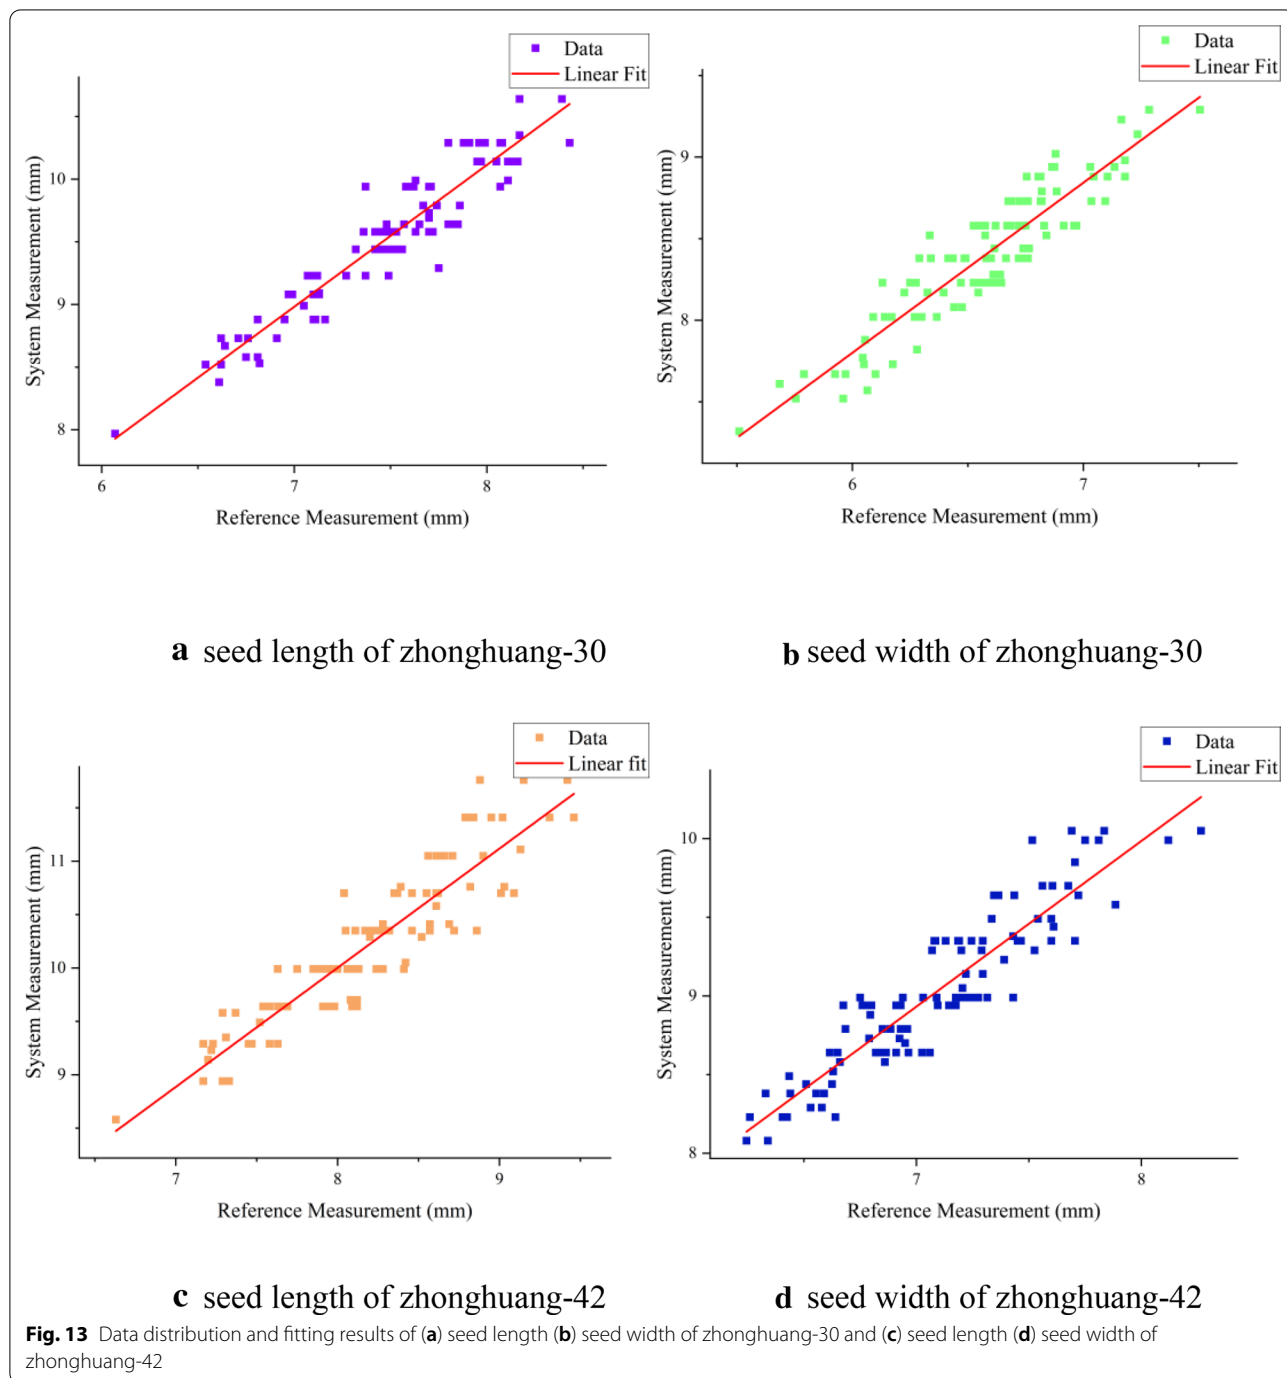 Data
Linear Fit
System Measurement (mm)
10
9
8
6
7
8
Reference Measurement (mm)
a seed length of zhonghuang-30
Data
Linear Fit
System Measurement (mm)
9
8
6
7
Reference Measurement (mm)
b seed width of zhonghuang-30
Data
Linear fit
System Measurement (mm)
11
10
9
7
8
9
Reference Measurement (mm)
c seed length of zhonghuang-42
Data
Linear Fit
System Measurement (mm)
10
9
8
7
8
Reference Measurement (mm)
d seed width of zhonghuang-42
Fig. 13 Data distribution and fitting results of (a) seed length (b) seed width of zhonghuang-30 and (c) seed length (d) seed width of
zhonghuang-42